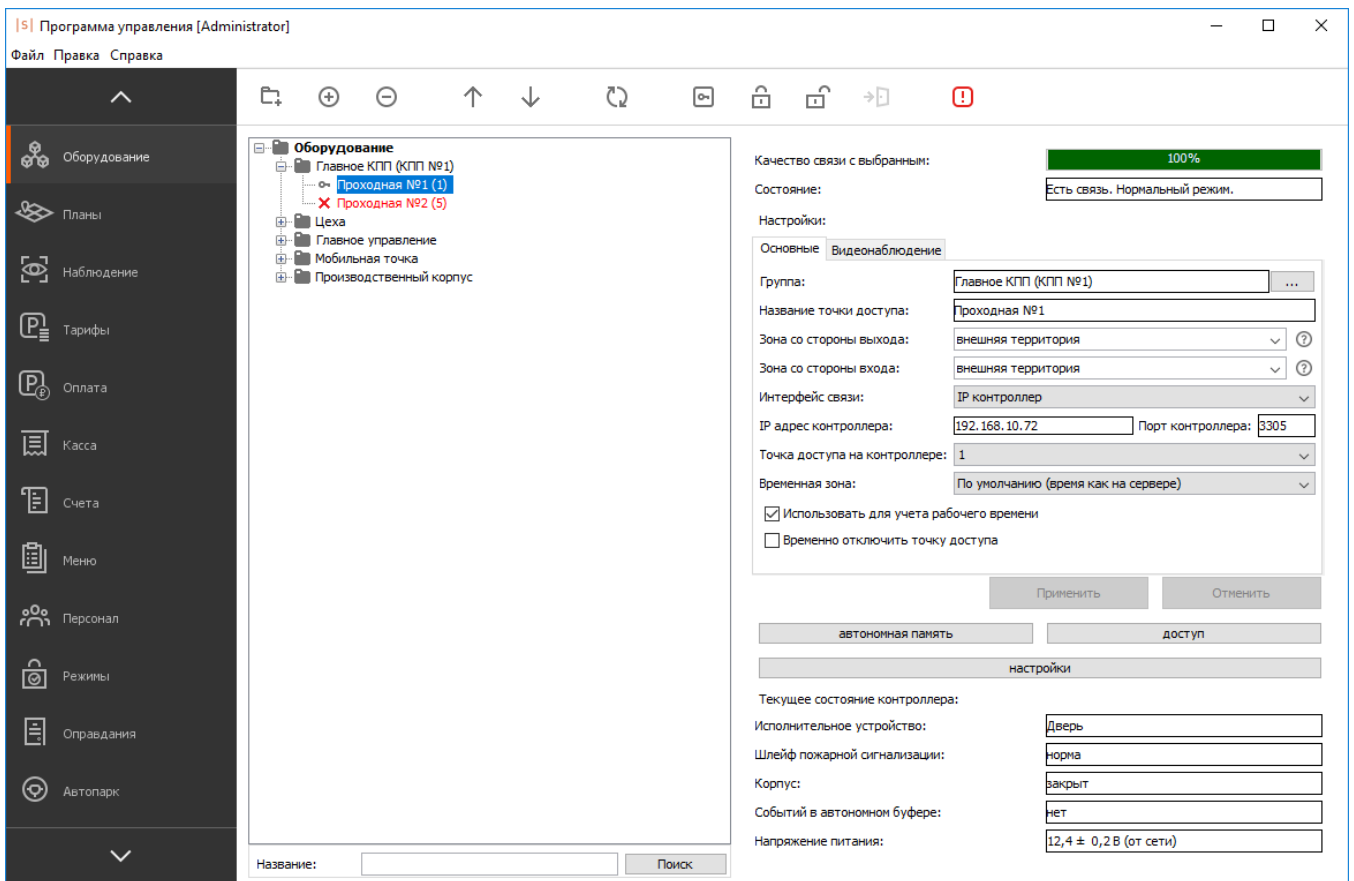 |S| Программа управления [Administrator]
Файл Правка Справка
Оборудование
Планы
Наблюдение
Тарифы
Оплата
Касса
Счета
Меню
Персонал
Режимы
Оправдания
Автопарк
Оборудование
Главное КПП (КПП №1)
Проходная №1 (1)
Проходная №2 (5)
Цеха
Главное управление
Мобильная точка
Производственный корпус
Название: Поиск
Качество связи с выбранным: 100%
Состояние: Есть связь. Нормальный режим.
Настройки:
Основные Видеонаблюдение
Группа: Главное КПП (КПП №1) ...
Название точки доступа: Проходная №1
Зона со стороны выхода: внешняя территория ?
Зона со стороны входа: внешняя территория ?
Интерфейс связи: IP контроллер
IP адрес контроллера: 192.168.10.72 Порт контроллера: 3305
Точка доступа на контроллере: 1
Временная зона: По умолчанию (время как на сервере)
Использовать для учета рабочего времени
Временно отключить точку доступа
Применить Отменить
автономная память доступ
настройки
Текущее состояние контроллера:
Исполнительное устройство: Дверь
Шлейф пожарной сигнализации: норма
Корпус: закрыт
Событий в автономном буфере: нет
Напряжение питания: 12,4 ± 0,2 В (от сети)